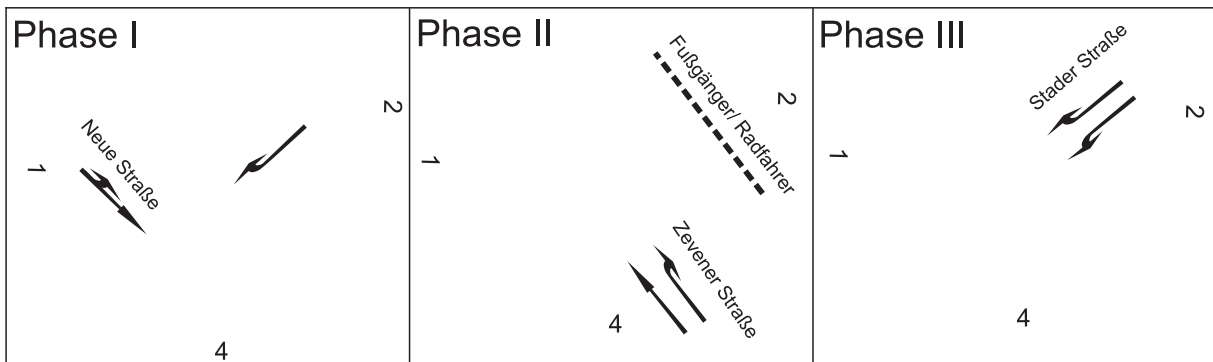 Phase I
2
Neue Straße
1
4
Phase II
Fußgänger/ Radfahrer
2
1
Zevener Straße
4
Phase III
Stader Straße
2
1
4